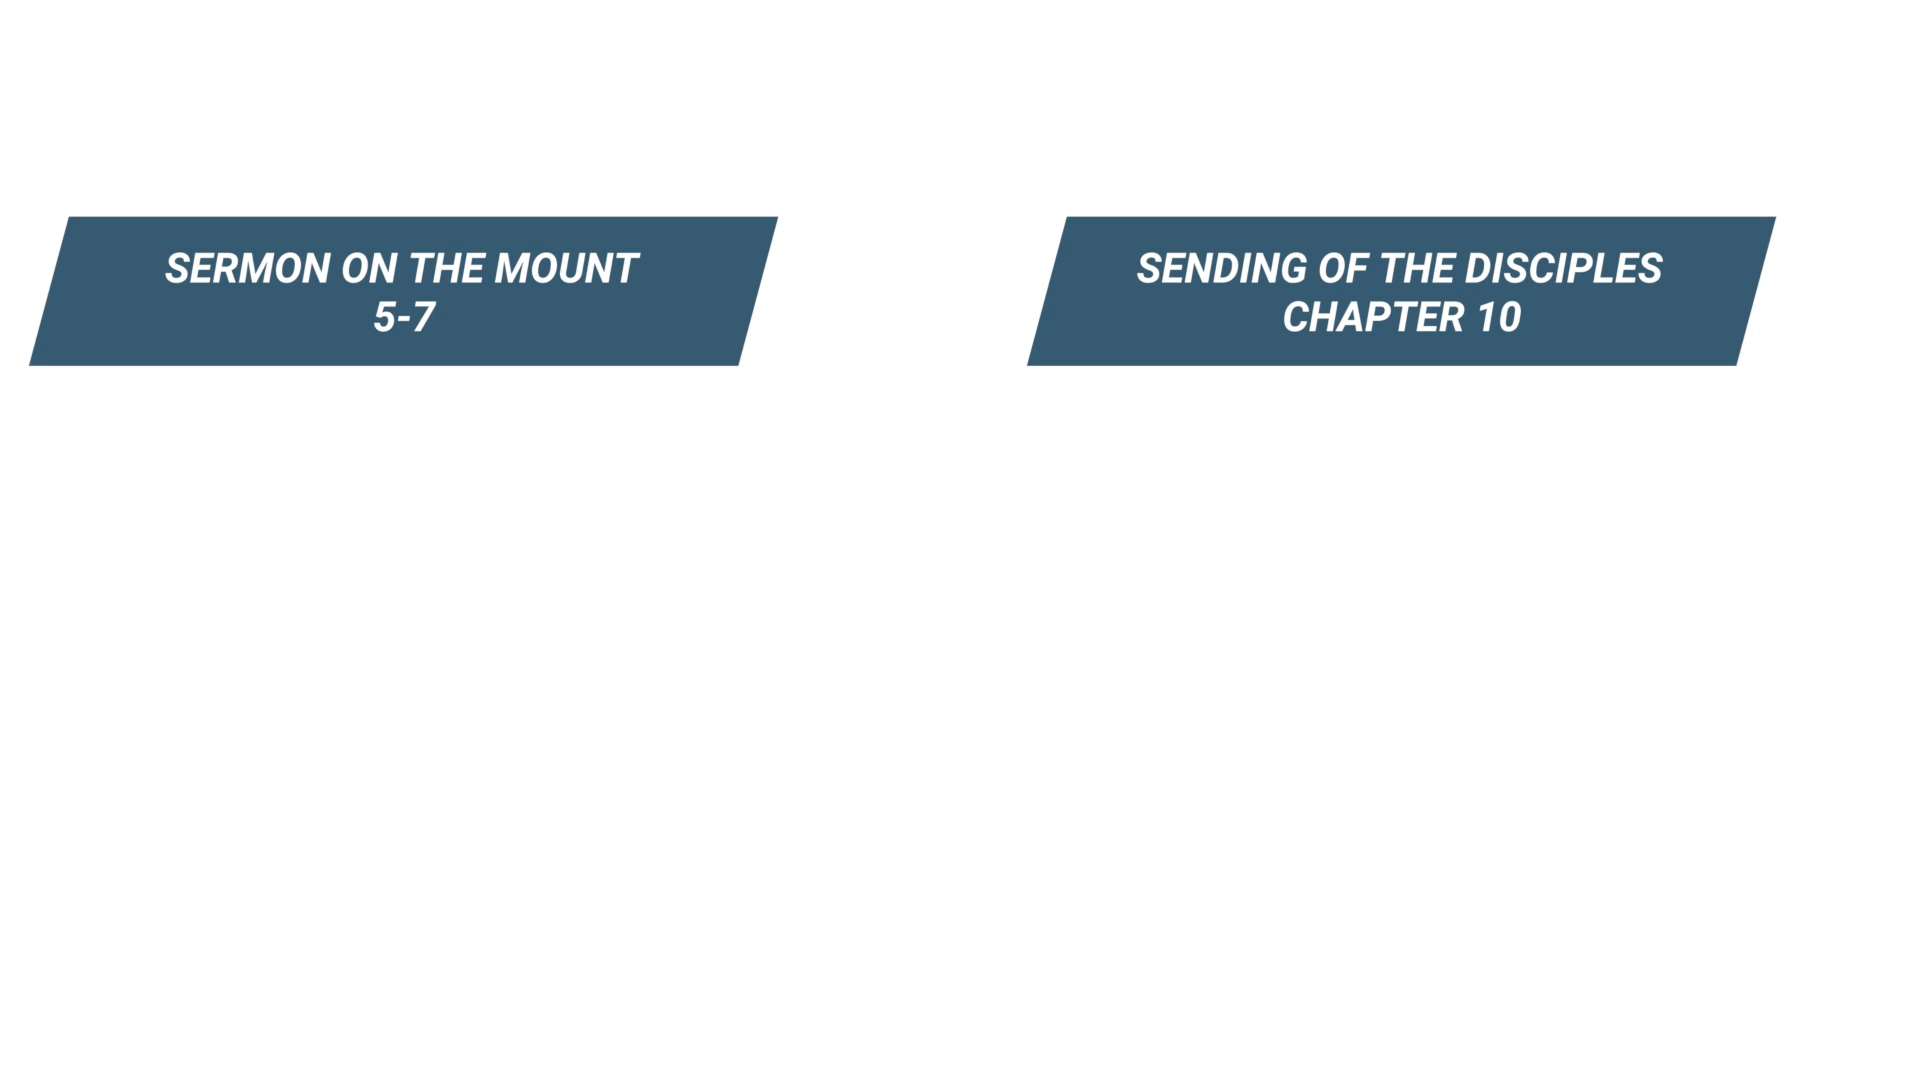 SERMON ON THE MOUNT
5-7
SENDING OF THE DISCIPLES
CHAPTER 10